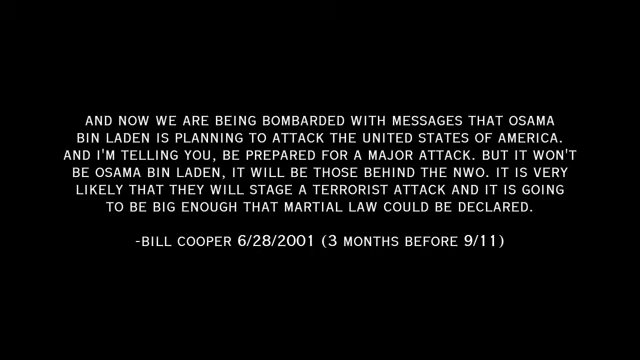 AND NOW WE ARE BEING BOMBARDED WITH MESSAGES THAT OSAMA
BIN LADEN IS PLANNING TO ATTACK THE UNITED STATES OF AMERICA.
AND I'M TELLING YOU, BE PREPARED FOR A MAJOR ATTACK. BUT IT WON'T
BE OSAMA BIN LADEN, IT WILL BE THOSE BEHIND THE NWO. IT IS VERY
LIKELY THAT THEY WILL STAGE A TERRORIST ATTACK AND IT IS GOING
TO BE BIG ENOUGH THAT MARTIAL LAW COULD BE DECLARED.
-BILL COOPER 6/28/2001 (3 MONTHS BEFORE 9/11)